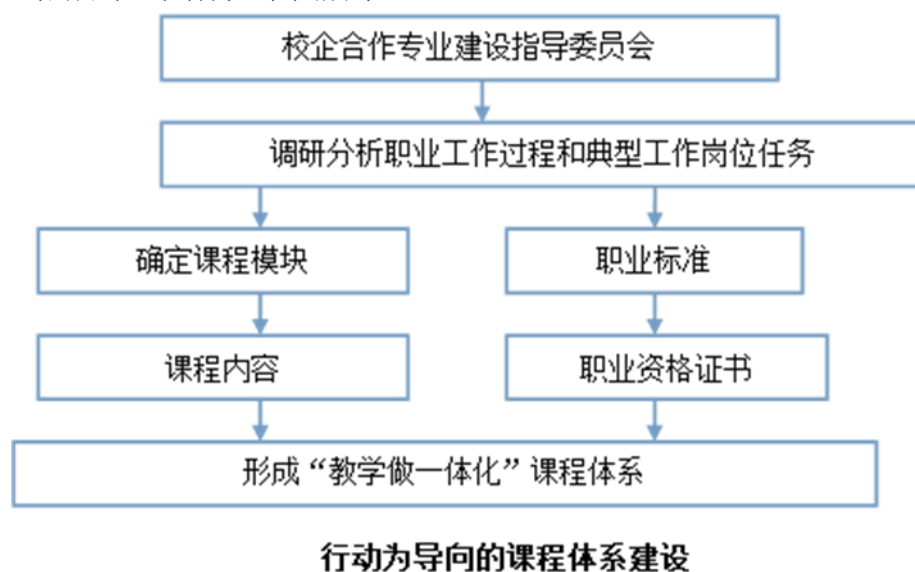 校企合作专业建设指导委员会
调研分析职业工作过程和典型工作岗位任务
确定课程模块
职业标准
课程内容
职业资格证书
形成“教学做一体化”课程体系
行动为导向的课程体系建设